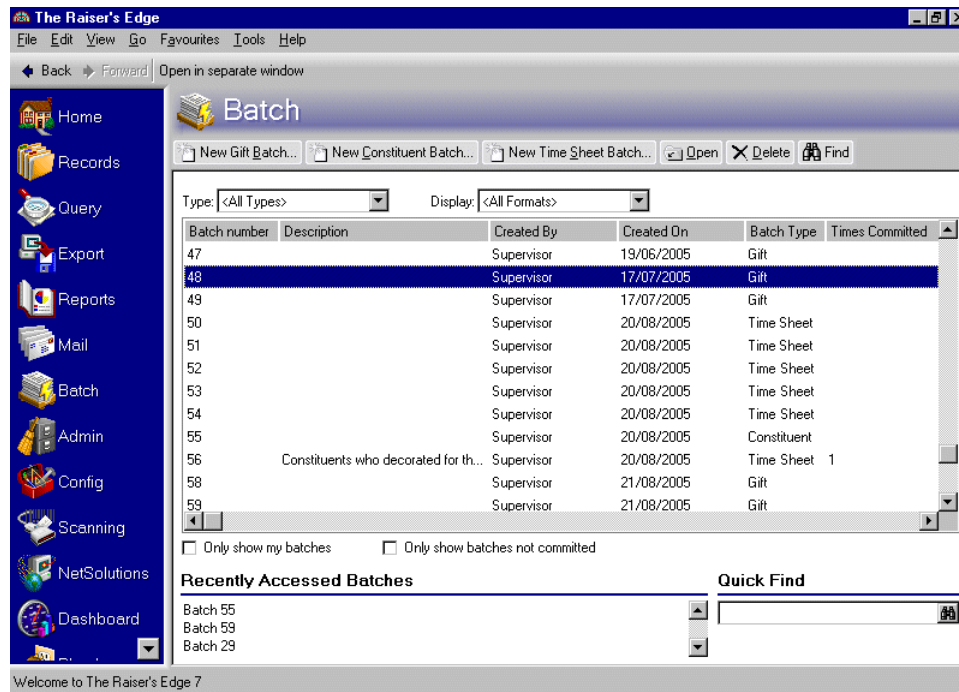 The Raiser's Edge
File Edit View Go Favourites Tools Help
Back Forward Open in separate window
Batch
New Gift Batch... New Constituent Batch... New Time Sheet Batch... Open Delete Find
Home
Records
Query
Export
Reports
Mail
Batch
Admin
Config
Scanning
NetSolutions
Dashboard
Type: <All Types> Display: <All Formats>
Batch number Description Created By Created On Batch Type Times Committed
47 Supervisor 19/06/2005 Gift
48 Supervisor 17/07/2005 Gift
49 Supervisor 17/07/2005 Gift
50 Supervisor 20/08/2005 Time Sheet
51 Supervisor 20/08/2005 Time Sheet
52 Supervisor 20/08/2005 Time Sheet
53 Supervisor 20/08/2005 Time Sheet
54 Supervisor 20/08/2005 Time Sheet
55 Supervisor 20/08/2005 Constituent
56 Constituents who decorated for th... Supervisor 20/08/2005 Time Sheet 1
58 Supervisor 21/08/2005 Gift
59 Supervisor 21/08/2005 Gift
Only show my batches Only show batches not committed
Recently Accessed Batches
Batch 55
Batch 59
Batch 29
Quick Find
Welcome to The Raiser's Edge 7